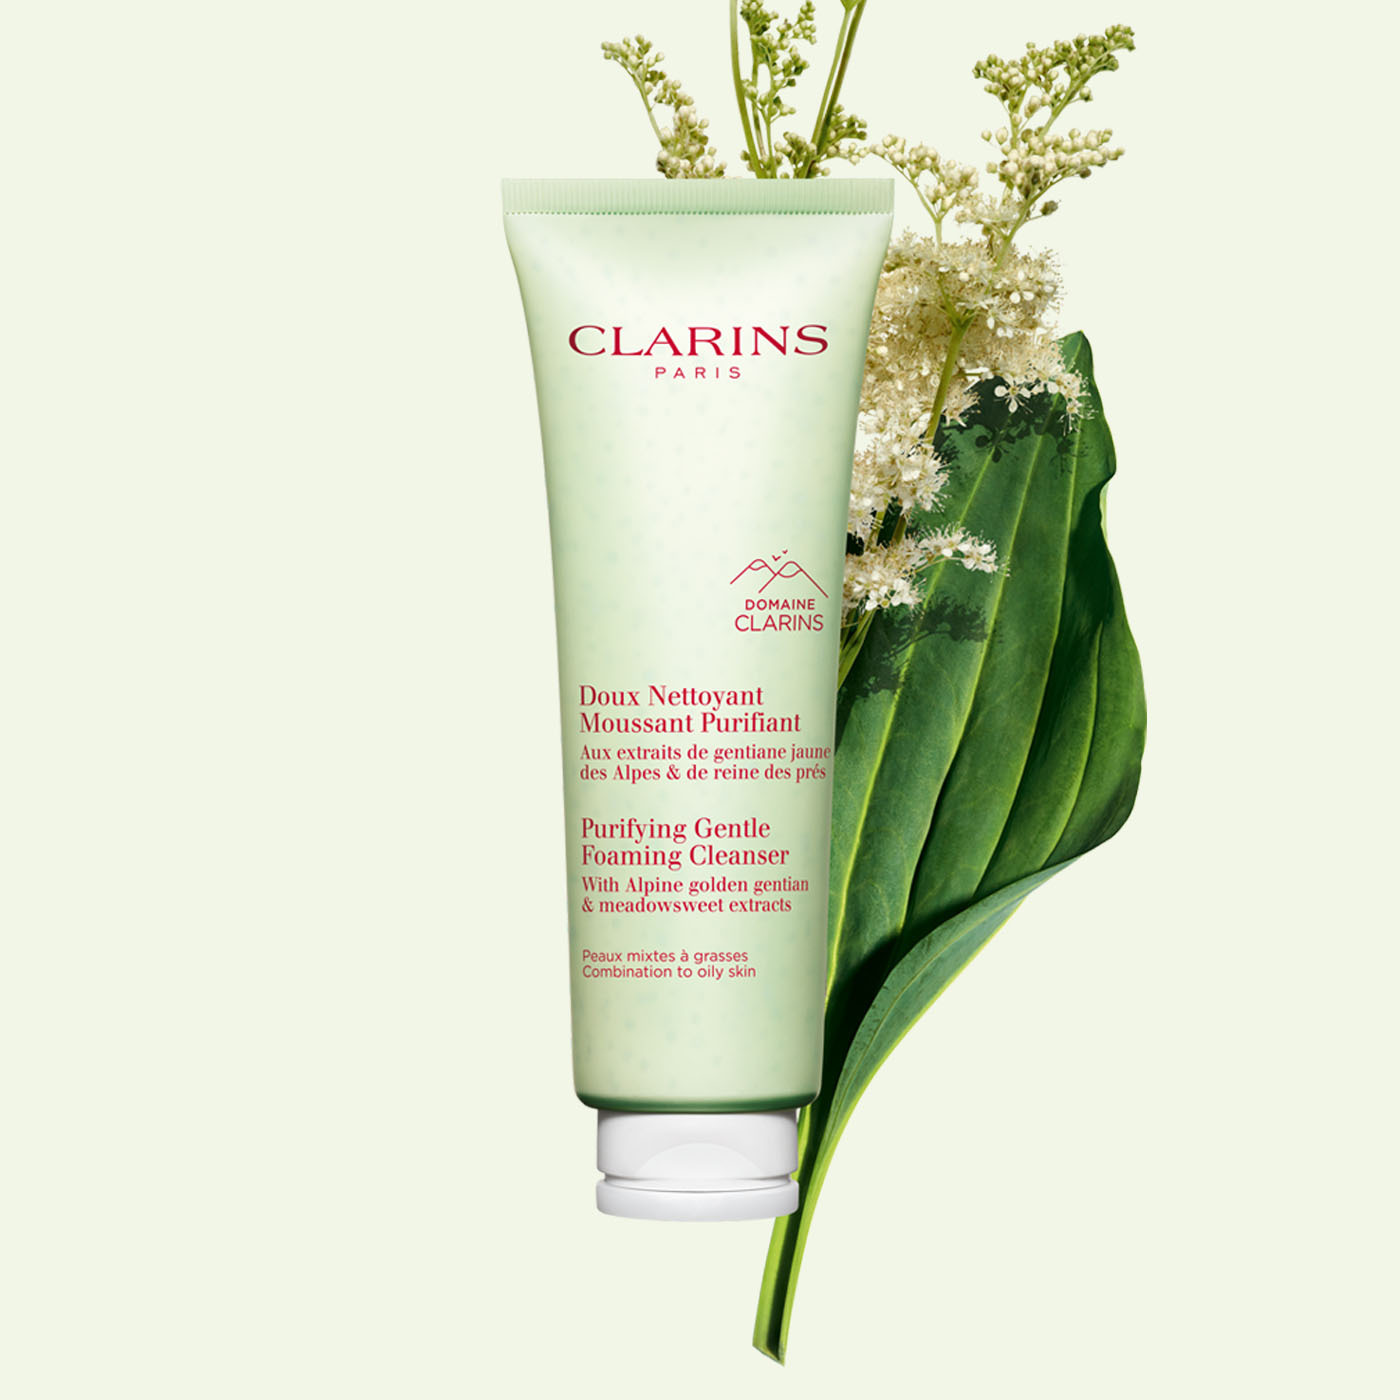 CLARINS
PARIS
DOMAINE
CLARINS
Doux Nettoyant
Moussant Purifiant
Aux extraits de gentiane jaune
des Alpes & de reine des prés
Purifying Gentle
Foaming Cleanser
With Alpine golden gentian
& meadowsweet extracts
Peaux mixtes à grasses
Combination to oily skin